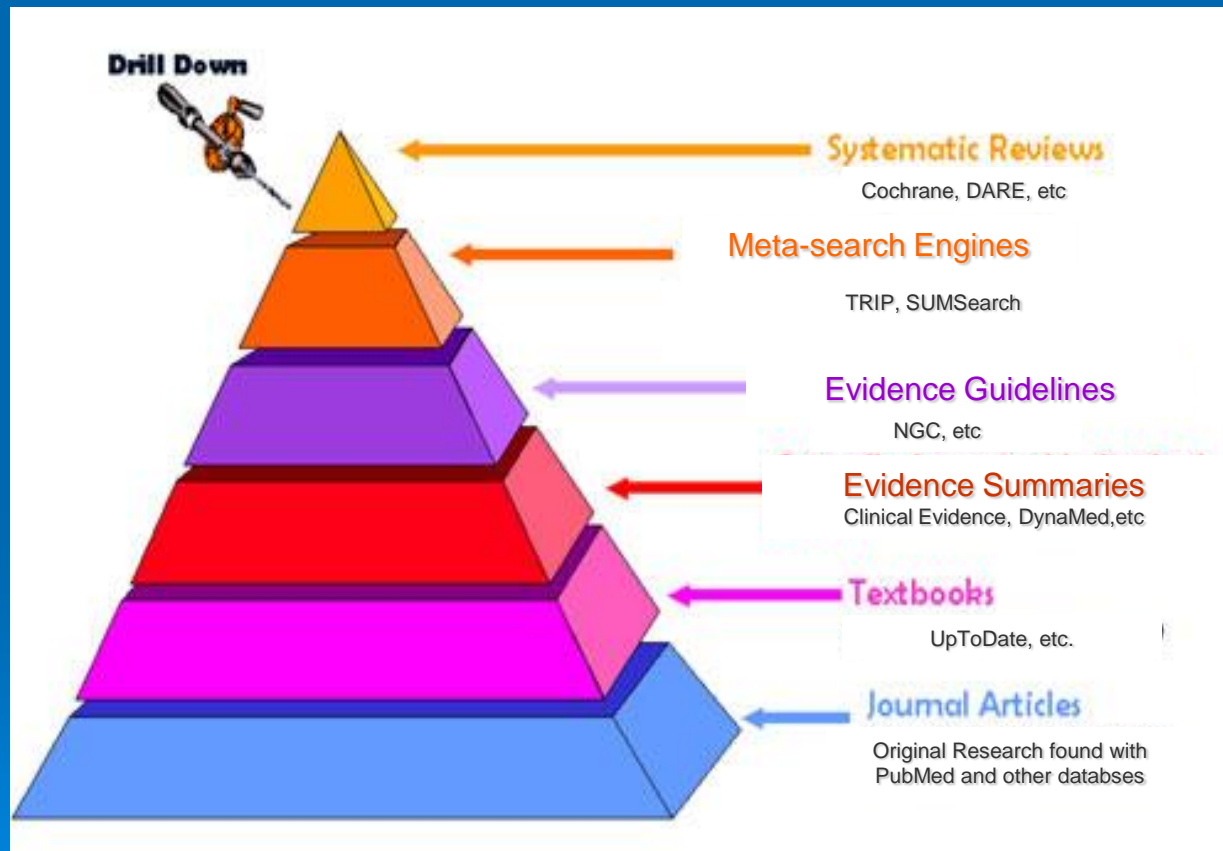 Drill Down
Systematic Reviews
Cochrane, DARE, etc
Meta-search Engines
TRIP, SUMSearch
Evidence Guidelines
NGC, etc
Evidence Summaries
Clinical Evidence, DynaMed,etc
Textbooks
UpToDate, etc.
Journal Articles
Original Research found with
PubMed and other databses